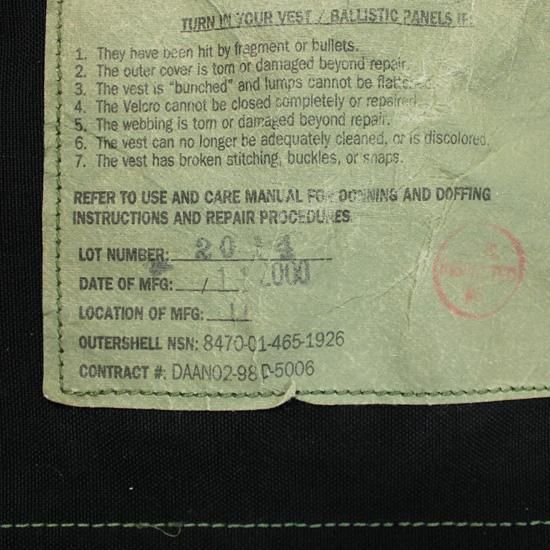 TURN IN YOUR VEST / BALLISTIC PANELS IF:
1. They have been hit by fragment or bullets.
2. The outer cover is torn or damaged beyond repair.
3. The vest is "bunched" and lumps cannot be flattened.
4. The Velcro cannot be closed completely or repaired.
5. The webbing is torn or damaged beyond repair.
6. The vest can no longer be adequately cleaned, or is discolored.
7. The vest has broken stitching, buckles, or snaps.
REFER TO USE AND CARE MANUAL FOR DONNING AND DOFFING
INSTRUCTIONS AND REPAIR PROCEDURES.
LOT NUMBER:
DATE OF MFG: 2000
LOCATION OF MFG:
OUTERSHELL NSN: 8470-01-465-1926
CONTRACT #: DAAN02-98